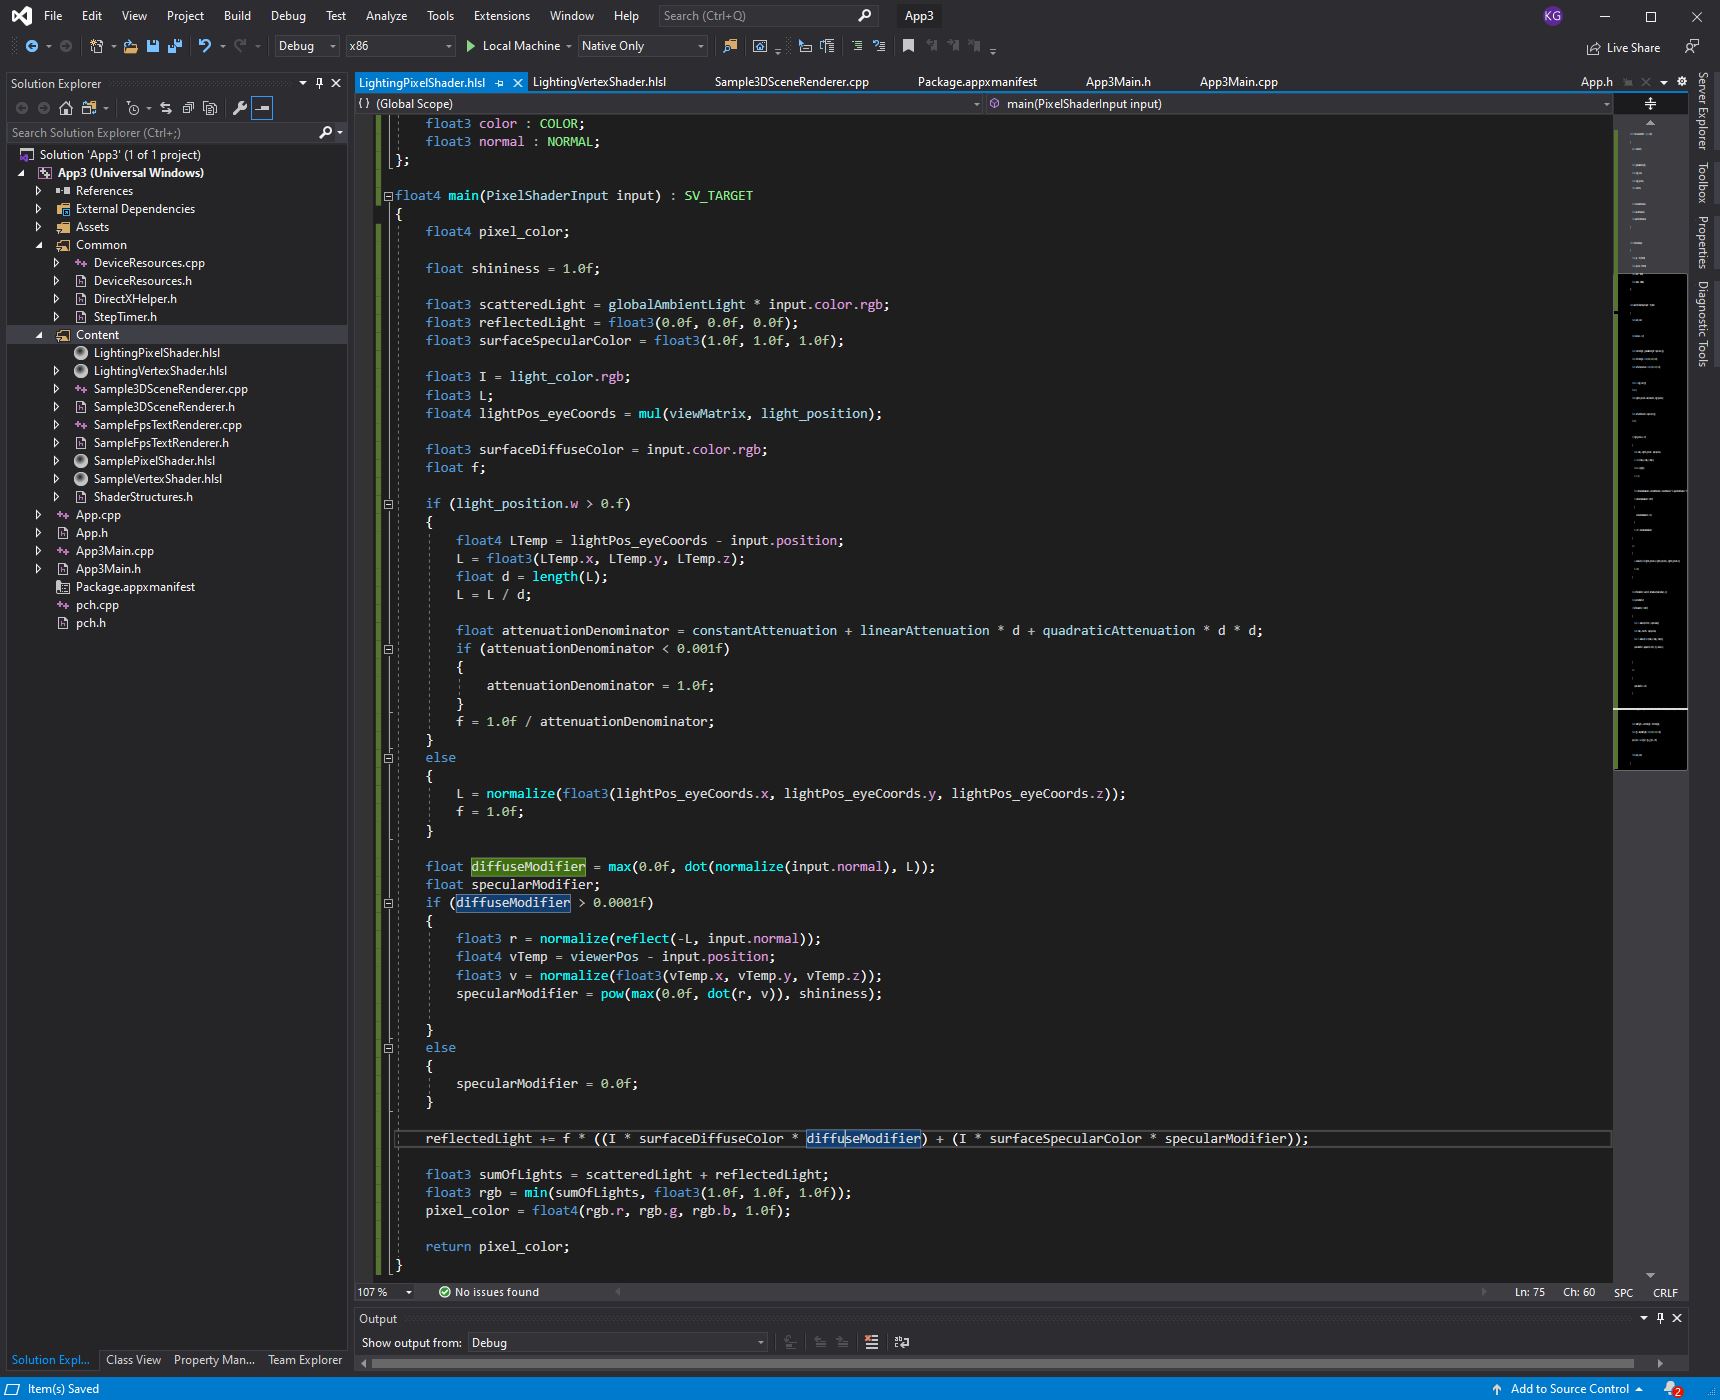 File Edit View Project Build Debug Test Analyze Tools Extensions Window Help Search (Ctrl+Q) App3 KG
Debug x86 Local Machine Native Only Live Share
Solution Explorer
Search Solution Explorer (Ctrl+;)
Solution 'App3' (1 of 1 project)
App3 (Universal Windows)
References
External Dependencies
Assets
Common
DeviceResources.cpp
DeviceResources.h
DirectXHelper.h
StepTimer.h
Content
LightingPixelShader.hlsl
LightingVertexShader.hlsl
Sample3DSceneRenderer.cpp
Sample3DSceneRenderer.h
SampleFpsTextRenderer.cpp
SampleFpsTextRenderer.h
SamplePixelShader.hlsl
SampleVertexShader.hlsl
ShaderStructures.h
App.cpp
App.h
App3Main.cpp
App3Main.h
Package.appxmanifest
pch.cpp
pch.h
Solution Expl... Class View Property Man... Team Explorer
LightingPixelShader.hlsl LightingVertexShader.hlsl Sample3DSceneRenderer.cpp Package.appxmanifest App3Main.h App3Main.cpp App.h
{ } (Global Scope) main(PixelShaderInput input)
float3 color : COLOR;
float3 normal : NORMAL;
};
float4 main(PixelShaderInput input) : SV_TARGET
{
float4 pixel_color;
float shininess = 1.0f;
float3 scatteredLight = globalAmbientLight * input.color.rgb;
float3 reflectedLight = float3(0.0f, 0.0f, 0.0f);
float3 surfaceSpecularColor = float3(1.0f, 1.0f, 1.0f);
float3 I = light_color.rgb;
float3 L;
float4 lightPos_eyeCoords = mul(viewMatrix, light_position);
float3 surfaceDiffuseColor = input.color.rgb;
float f;
if (light_position.w > 0.f)
{
float4 LTemp = lightPos_eyeCoords - input.position;
L = float3(LTemp.x, LTemp.y, LTemp.z);
float d = length(L);
L = L / d;
float attenuationDenominator = constantAttenuation + linearAttenuation * d + quadraticAttenuation * d * d;
if (attenuationDenominator < 0.001f)
{
attenuationDenominator = 1.0f;
}
f = 1.0f / attenuationDenominator;
}
else
{
L = normalize(float3(lightPos_eyeCoords.x, lightPos_eyeCoords.y, lightPos_eyeCoords.z));
f = 1.0f;
}
float diffuseModifier = max(0.0f, dot(normalize(input.normal), L));
float specularModifier;
if (diffuseModifier > 0.0001f)
{
float3 r = normalize(reflect(-L, input.normal));
float4 vTemp = viewerPos - input.position;
float3 v = normalize(float3(vTemp.x, vTemp.y, vTemp.z));
specularModifier = pow(max(0.0f, dot(r, v)), shininess);
}
else
{
specularModifier = 0.0f;
}
reflectedLight += f * ((I * surfaceDiffuseColor * diffuseModifier) + (I * surfaceSpecularColor * specularModifier));
float3 sumOfLights = scatteredLight + reflectedLight;
float3 rgb = min(sumOfLights, float3(1.0f, 1.0f, 1.0f));
pixel_color = float4(rgb.r, rgb.g, rgb.b, 1.0f);
return pixel_color;
}
107 % No issues found Ln: 75 Ch: 60 SPC CRLF
Output
Show output from: Debug
Server Explorer
Toolbox
Properties
Diagnostic Tools
Item(s) Saved Add to Source Control 2